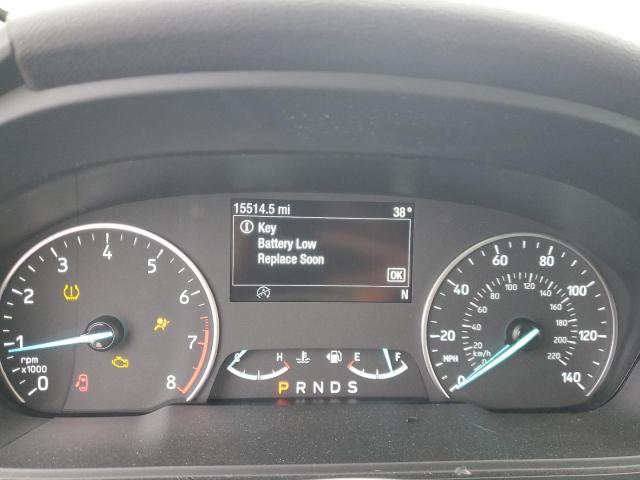 15514.5 mi 38°
Key
Battery Low
Replace Soon
OK
N
0 1 2 3 4 5 6 7 8
rpm
x1000
H E F
P R N D S
0 20 40 60 80 100 120 140
MPH
20 40 60 80 100 120 140 160 180 200 220
km/h